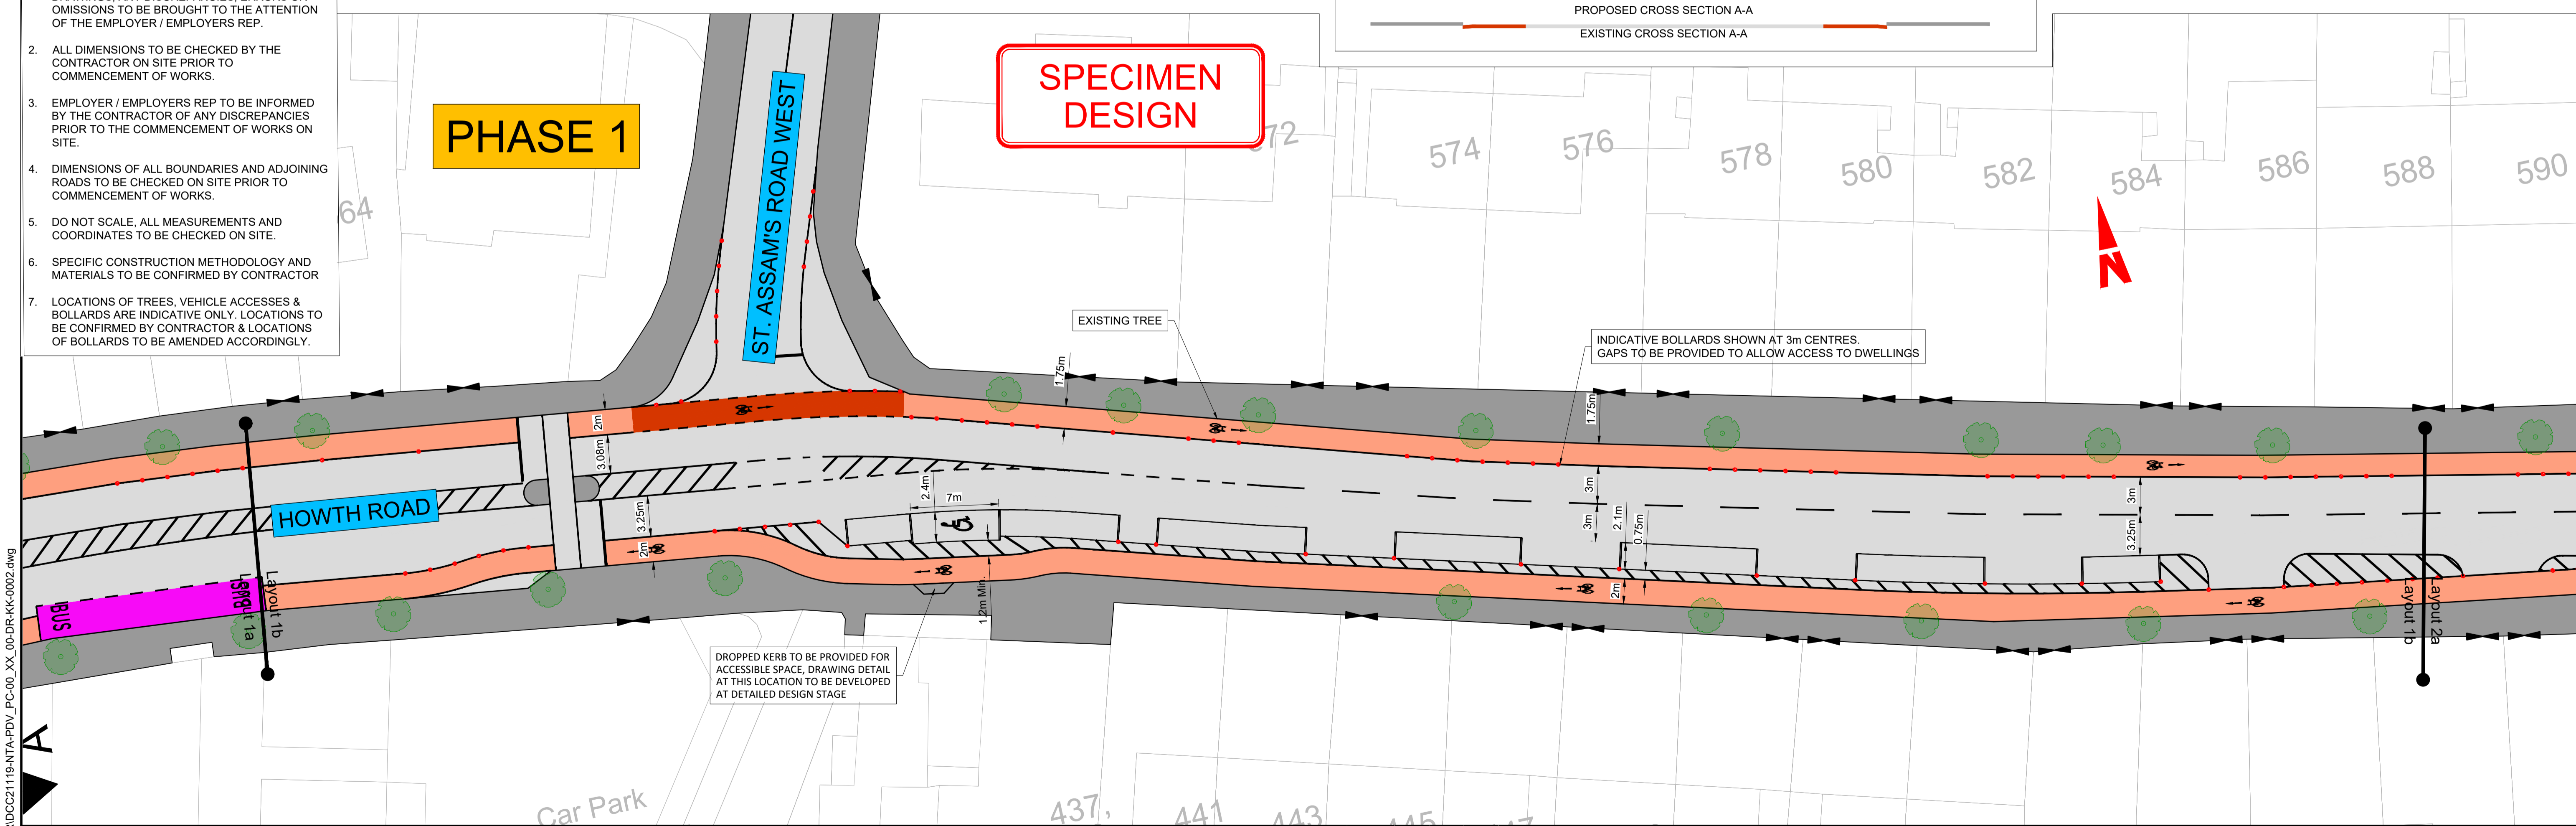 OMISSIONS TO BE BROUGHT TO THE ATTENTION
OF THE EMPLOYER / EMPLOYERS REP.
2. ALL DIMENSIONS TO BE CHECKED BY THE
CONTRACTOR ON SITE PRIOR TO
COMMENCEMENT OF WORKS.
3. EMPLOYER / EMPLOYERS REP TO BE INFORMED
BY THE CONTRACTOR OF ANY DISCREPANCIES
PRIOR TO THE COMMENCEMENT OF WORKS ON
SITE.
4. DIMENSIONS OF ALL BOUNDARIES AND ADJOINING
ROADS TO BE CHECKED ON SITE PRIOR TO
COMMENCEMENT OF WORKS.
5. DO NOT SCALE, ALL MEASUREMENTS AND
COORDINATES TO BE CHECKED ON SITE.
6. SPECIFIC CONSTRUCTION METHODOLOGY AND
MATERIALS TO BE CONFIRMED BY CONTRACTOR
7. LOCATIONS OF TREES, VEHICLE ACCESSES &
BOLLARDS ARE INDICATIVE ONLY. LOCATIONS TO
BE CONFIRMED BY CONTRACTOR & LOCATIONS
OF BOLLARDS TO BE AMENDED ACCORDINGLY.
64
PHASE 1
ST. ASSAM'S ROAD WEST
SPECIMEN
DESIGN
PROPOSED CROSS SECTION A-A
EXISTING CROSS SECTION A-A
72
574
576
578
580
582
584
586
588
590
N
EXISTING TREE
INDICATIVE BOLLARDS SHOWN AT 3m CENTRES.
GAPS TO BE PROVIDED TO ALLOW ACCESS TO DWELLINGS
1.75m
1.75m
2m
3.08m
HOWTH ROAD
3.25m
2m
2.4m
7m
3m
3m
2.1m
0.75m
2m
3m
3.25m
1.2m Min.
BUS
BUS
Layout 1a
Layout 1b
Layout 1b
Layout 2a
DROPPED KERB TO BE PROVIDED FOR
ACCESSIBLE SPACE, DRAWING DETAIL
AT THIS LOCATION TO BE DEVELOPED
AT DETAILED DESIGN STAGE
A
Car Park
437,
441
443
445
\DCC21119-NTA-PDV_PC-00_XX_00-DR-KK-0002.dwg